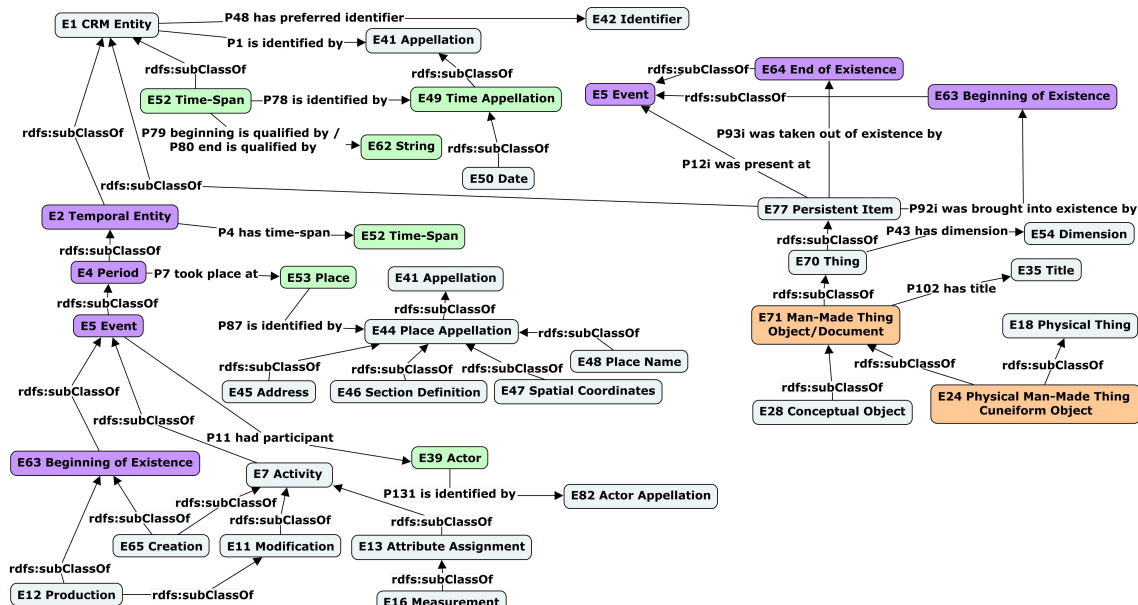 E1 CRM Entity
P48 has preferred identifier
E42 Identifier
P1 is identified by
E41 Appellation
rdfs:subClassOf
rdfs:subClassOf
E52 Time-Span
P78 is identified by
E49 Time Appellation
rdfs:subClassOf
P79 beginning is qualified by /
P80 end is qualified by
E62 String
rdfs:subClassOf
E50 Date
rdfs:subClassOf
E64 End of Existence
rdfs:subClassOf
E5 Event
rdfs:subClassOf
E63 Beginning of Existence
P93i was taken out of existence by
P12i was present at
rdfs:subClassOf
E2 Temporal Entity
P4 has time-span
E52 Time-Span
E77 Persistent Item
P92i was brought into existence by
P43 has dimension
E54 Dimension
rdfs:subClassOf
rdfs:subClassOf
E70 Thing
E4 Period
P7 took place at
E53 Place
E41 Appellation
E35 Title
P102 has title
rdfs:subClassOf
rdfs:subClassOf
rdfs:subClassOf
E5 Event
P87 is identified by
E44 Place Appellation
rdfs:subClassOf
E71 Man-Made Thing
Object/Document
E18 Physical Thing
E48 Place Name
rdfs:subClassOf
rdfs:subClassOf
rdfs:subClassOf
rdfs:subClassOf
rdfs:subClassOf
E45 Address
E46 Section Definition
E47 Spatial Coordinates
rdfs:subClassOf
rdfs:subClassOf
E28 Conceptual Object
E24 Physical Man-Made Thing
Cuneiform Object
rdfs:subClassOf
P11 had participant
E63 Beginning of Existence
E7 Activity
E39 Actor
P131 is identified by
E82 Actor Appellation
rdfs:subClassOf
rdfs:subClassOf
rdfs:subClassOf
rdfs:subClassOf
E65 Creation
E11 Modification
E13 Attribute Assignment
rdfs:subClassOf
rdfs:subClassOf
rdfs:subClassOf
E12 Production
E16 Measurement